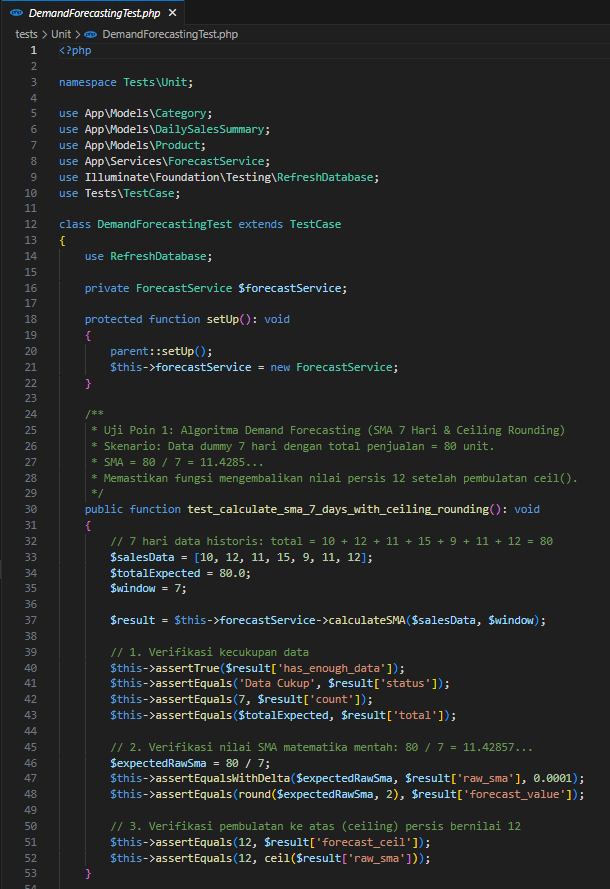 DemandForecastingTest.php ×
tests > Unit > DemandForecastingTest.php
1 <?php
2
3 namespace Tests\Unit;
4
5 use App\Models\Category;
6 use App\Models\DailySalesSummary;
7 use App\Models\Product;
8 use App\Services\ForecastService;
9 use Illuminate\Foundation\Testing\RefreshDatabase;
10 use Tests\TestCase;
11
12 class DemandForecastingTest extends TestCase
13 {
14     use RefreshDatabase;
15
16     private ForecastService $forecastService;
17
18     protected function setUp(): void
19     {
20         parent::setUp();
21         $this->forecastService = new ForecastService;
22     }
23
24     /**
25      * Uji Poin 1: Algoritma Demand Forecasting (SMA 7 Hari & Ceiling Rounding)
26      * Skenario: Data dummy 7 hari dengan total penjualan = 80 unit.
27      * SMA = 80 / 7 = 11.4285...
28      * Memastikan fungsi mengembalikan nilai persis 12 setelah pembulatan ceil().
29      */
30     public function test_calculate_sma_7_days_with_ceiling_rounding(): void
31     {
32         // 7 hari data historis: total = 10 + 12 + 11 + 15 + 9 + 11 + 12 = 80
33         $salesData = [10, 12, 11, 15, 9, 11, 12];
34         $totalExpected = 80.0;
35         $window = 7;
36
37         $result = $this->forecastService->calculateSMA($salesData, $window);
38
39         // 1. Verifikasi kecukupan data
40         $this->assertTrue($result['has_enough_data']);
41         $this->assertEquals('Data Cukup', $result['status']);
42         $this->assertEquals(7, $result['count']);
43         $this->assertEquals($totalExpected, $result['total']);
44
45         // 2. Verifikasi nilai SMA matematika mentah: 80 / 7 = 11.42857...
46         $expectedRawSma = 80 / 7;
47         $this->assertEqualsWithDelta($expectedRawSma, $result['raw_sma'], 0.0001);
48         $this->assertEquals(round($expectedRawSma, 2), $result['forecast_value']);
49
50         // 3. Verifikasi pembulatan ke atas (ceiling) persis bernilai 12
51         $this->assertEquals(12, $result['forecast_ceil']);
52         $this->assertEquals(12, ceil($result['raw_sma']));
53     }